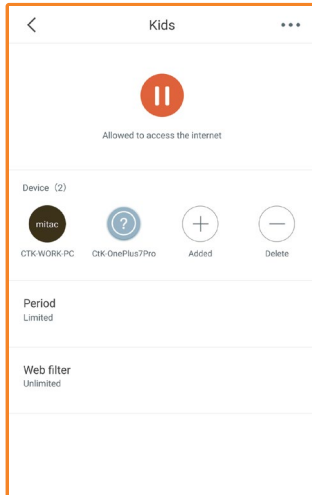 Kids
Allowed to access the internet
Device (2)
mitac
?
CTK-WORK-PC
CtK-OnePlus7Pro
Added
Delete
Period
Limited
Web filter
Unlimited